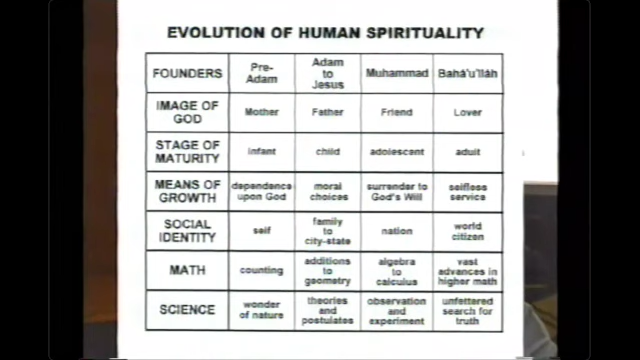 EVOLUTION OF HUMAN SPIRITUALITY
FOUNDERS Pre-Adam Adam to Jesus Muhammad Bahá'u'lláh
IMAGE OF GOD Mother Father Friend Lover
STAGE OF MATURITY infant child adolescent adult
MEANS OF GROWTH dependence upon God moral choices surrender to God's Will selfless service
SOCIAL IDENTITY self family to city-state nation world citizen
MATH counting additions to geometry algebra to calculus vast advances in higher math
SCIENCE wonder of nature theories and postulates observation and experiment unfettered search for truth